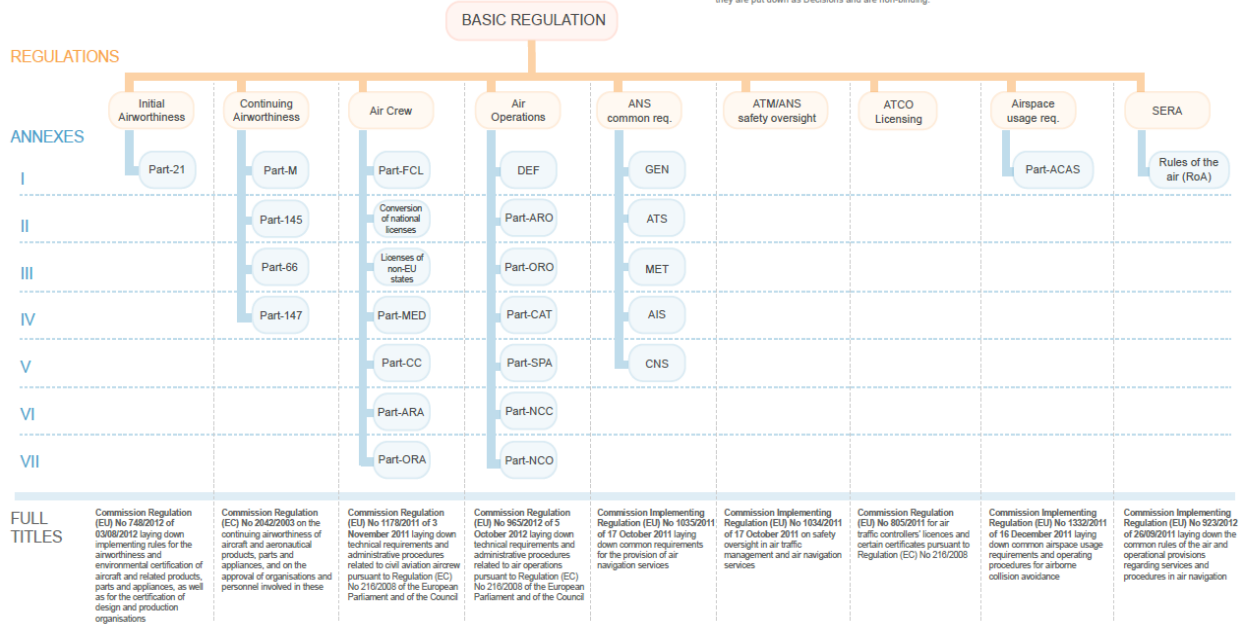 they are put down as Decisions and are non-binding.
BASIC REGULATION
REGULATIONS
Initial
Airworthiness
Continuing
Airworthiness
Air Crew
Air
Operations
ANS
common req.
ATM/ANS
safety oversight
ATCO
Licensing
Airspace
usage req.
SERA
ANNEXES
I
Part-21
Part-M
Part-FCL
DEF
GEN
Part-ACAS
Rules of the
air (RoA)
II
Part-145
Conversion
of national
licenses
Part-ARO
ATS
III
Part-66
Licenses of
non-EU
states
Part-ORO
MET
IV
Part-147
Part-MED
Part-CAT
AIS
V
Part-CC
Part-SPA
CNS
VI
Part-ARA
Part-NCC
VII
Part-ORA
Part-NCO
FULL
TITLES
Commission Regulation
(EU) No 748/2012 of
03/08/2012 laying down
implementing rules for the
airworthiness and
environmental certification of
aircraft and related products,
parts and appliances, as well
as for the certification of
design and production
organisations
Commission Regulation
(EC) No 2042/2003 on the
continuing airworthiness of
aircraft and aeronautical
products, parts and
appliances, and on the
approval of organisations and
personnel involved in these
Commission Regulation
(EU) No 1178/2011 of 3
November 2011 laying down
technical requirements and
administrative procedures
related to civil aviation aircrew
pursuant to Regulation (EC)
No 216/2008 of the European
Parliament and of the Council
Commission Regulation
(EU) No 965/2012 of 5
October 2012 laying down
technical requirements and
administrative procedures
related to air operations
pursuant to Regulation (EC)
No 216/2008 of the European
Parliament and of the Council
Commission Implementing
Regulation (EU) No 1035/2011
of 17 October 2011 laying
down common requirements
for the provision of air
navigation services
Commission Implementing
Regulation (EU) No 1034/2011
of 17 October 2011 on safety
oversight in air traffic
management and air navigation
services
Commission Regulation
(EU) No 805/2011 for air
traffic controllers' licences and
certain certificates pursuant to
Regulation (EC) No 216/2008
Commission Implementing
Regulation (EU) No 1332/2011
of 16 December 2011 laying
down common airspace usage
requirements and operating
procedures for airborne
collision avoidance
Commission Implementing
Regulation (EU) No 923/2012
of 26/09/2011 laying down the
common rules of the air and
operational provisions
regarding services and
procedures in air navigation